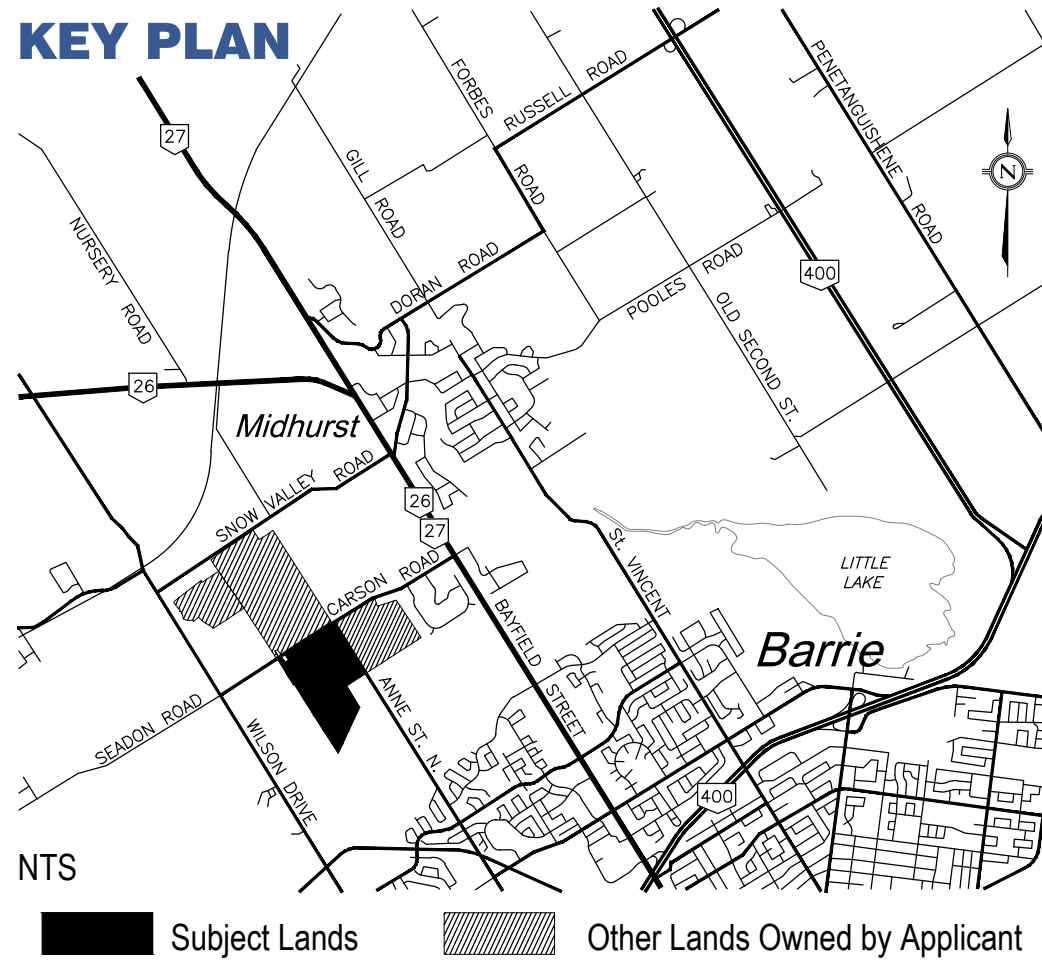 KEY PLAN
27
FORBES
ROAD
RUSSELL ROAD
PENETANGUISHENE
ROAD
GILL
ROAD
N
NURSERY
ROAD
DORAN ROAD
POOLES ROAD
400
OLD SECOND ST.
26
Midhurst
SNOW VALLEY ROAD
26
27
CARSON ROAD
St. VINCENT
LITTLE
LAKE
BAYFIELD
STREET
Barrie
SEADON ROAD
ANNE ST. N.
WILSON DRIVE
400
NTS
Subject Lands
Other Lands Owned by Applicant